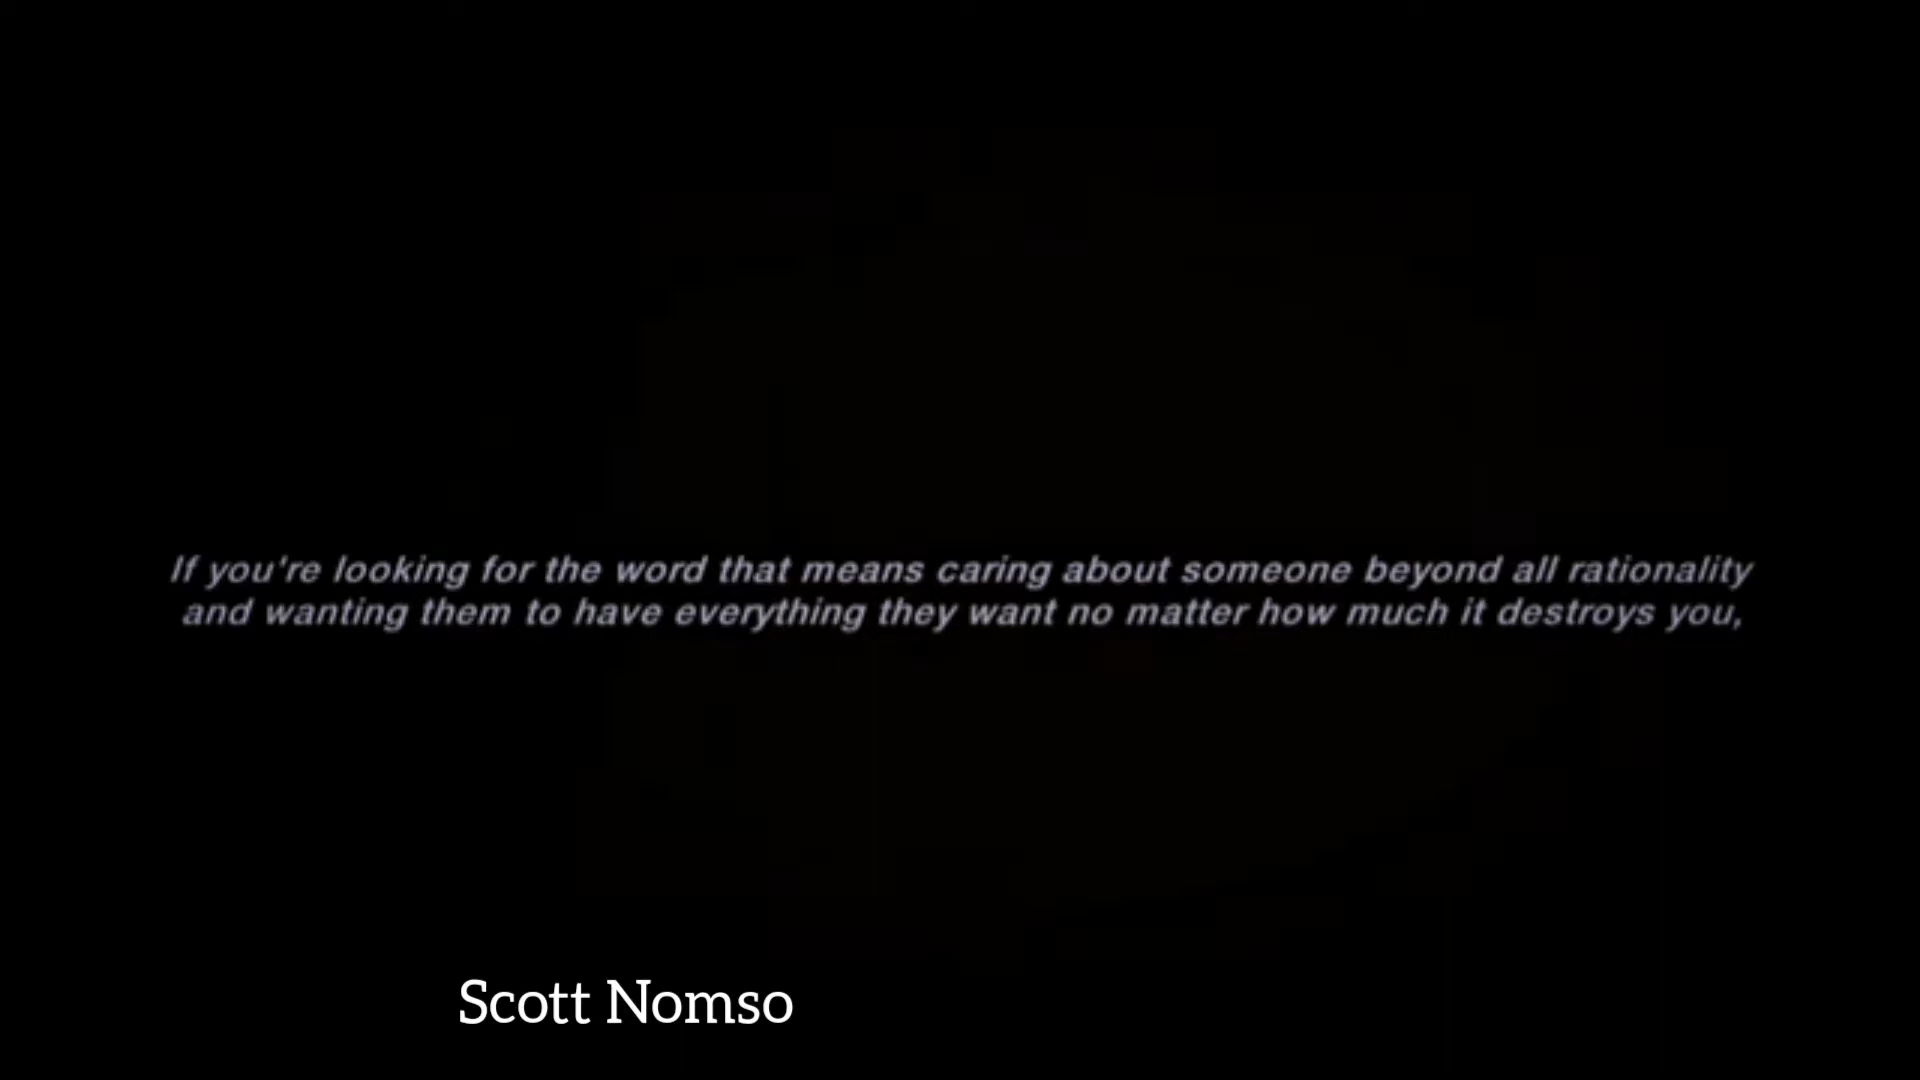 If you're looking for the word that means caring about someone beyond all rationality
and wanting them to have everything they want no matter how much it destroys you,
Scott Nomso